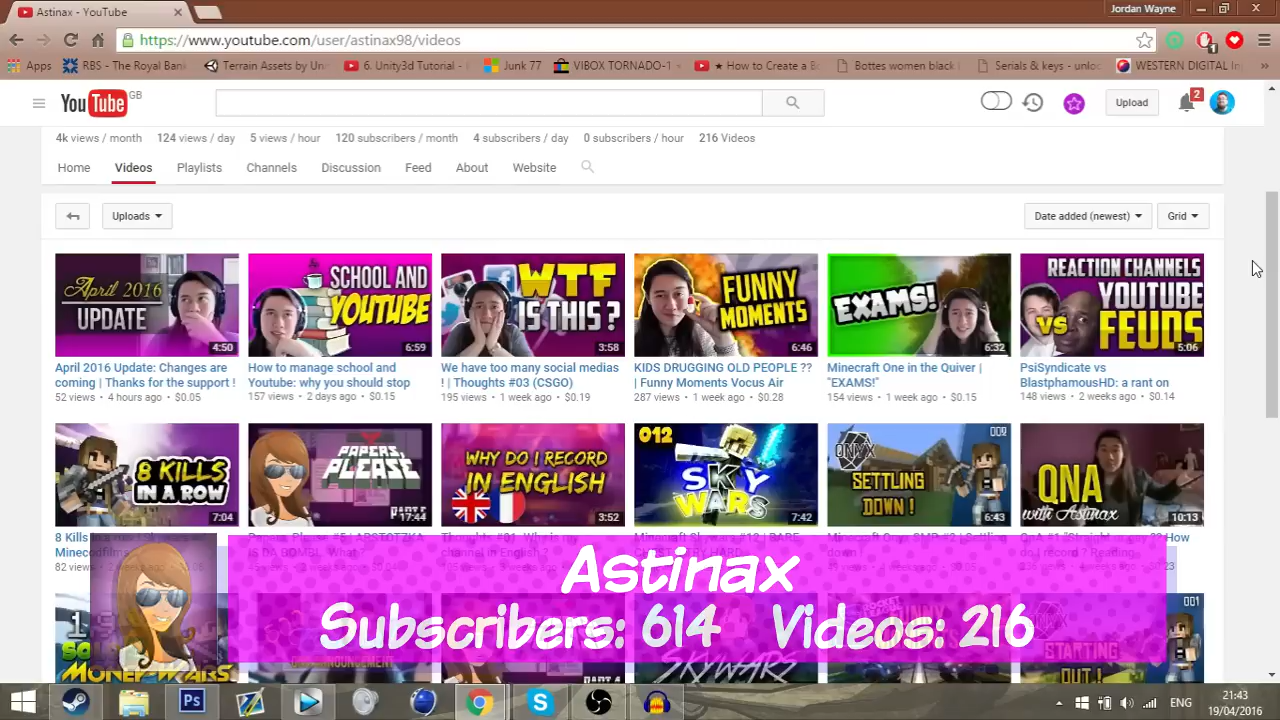 Astinax - YouTube
Jordan Wayne
https://www.youtube.com/user/astinax98/videos
Apps
RBS - The Royal Bank
Terrain Assets by Un
6. Unity3d Tutorial -
Junk 77
VIBOX TORNADO-1
★ How to Create a B
Bottes women black
Serials & keys - unlo
WESTERN DIGITAL In
YouTube GB
Upload
2
4k views / month 124 views / day 5 views / hour 120 subscribers / month 4 subscribers / day 0 subscribers / hour 216 Videos
Home Videos Playlists Channels Discussion Feed About Website
Uploads
Date added (newest)
Grid
April 2016
UPDATE
4:50
SCHOOL AND
YOUTUBE
6:59
WTF
IS THIS ?
3:58
FUNNY
MOMENTS
6:46
EXAMS!
6:32
REACTION CHANNELS
YOUTUBE
VS FEUDS
5:06
April 2016 Update: Changes are
coming | Thanks for the support !
52 views • 4 hours ago • $0.05
How to manage school and
Youtube: why you should stop
157 views • 2 days ago • $0.15
We have too many social medias
! | Thoughts #03 (CSGO)
195 views • 1 week ago • $0.19
KIDS DRUGGING OLD PEOPLE ??
| Funny Moments Vocus Air
287 views • 1 week ago • $0.28
Minecraft One in the Quiver |
"EXAMS!"
154 views • 1 week ago • $0.15
PsiSyndicate vs
BlastphamousHD: a rant on
148 views • 2 weeks ago • $0.14
8 KILLS
IN A ROW
7:04
PAPERS,
PLEASE
17:44
WHY DO I RECORD
IN ENGLISH
3:52
012
SKY
WARS
7:42
ONYX
SETTLING
DOWN !
6:43
QNA
with Astinax
10:13
Astinax
Subscribers: 614 Videos: 216
MONEY WARS
SKYWARS
STARTING
OUT !
001
ENG
21:43
19/04/2016